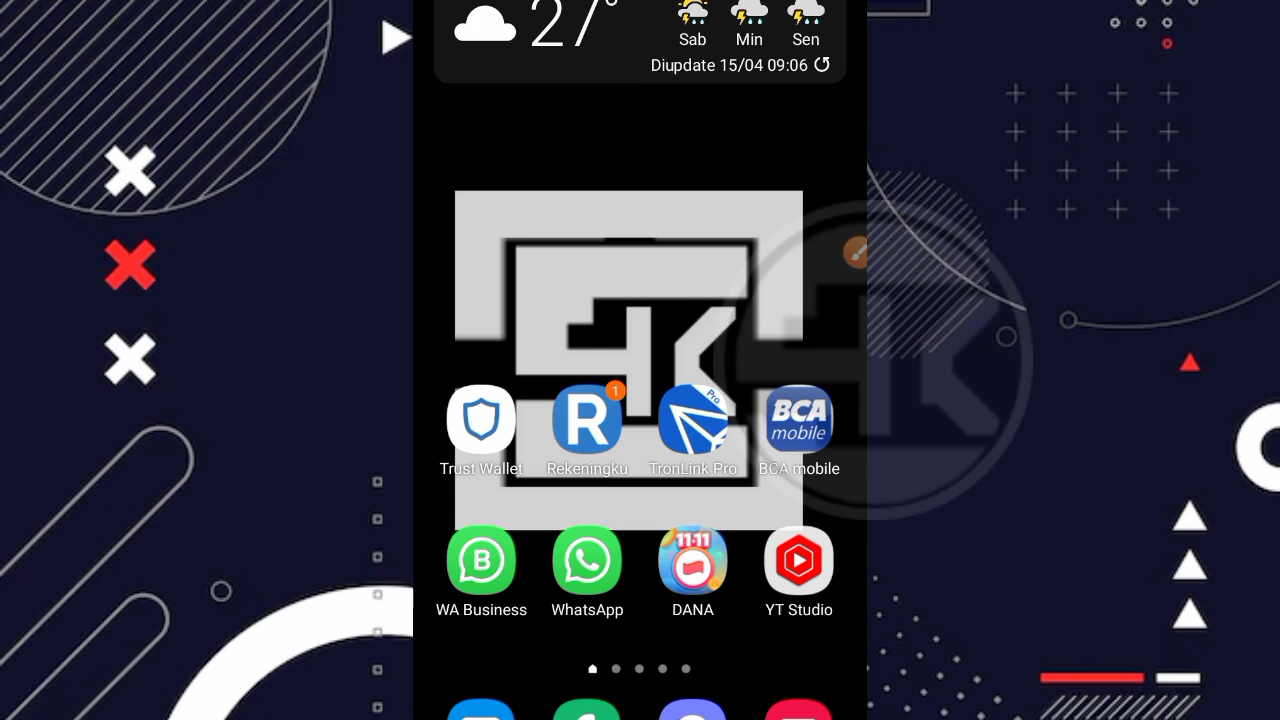 27°
Sab Min Sen
Diupdate 15/04 09:06
1
R
Pro
BCA
mobile
Trust Wallet Rekeningku TronLink Pro BCA mobile
B
11.11
WA Business WhatsApp DANA YT Studio